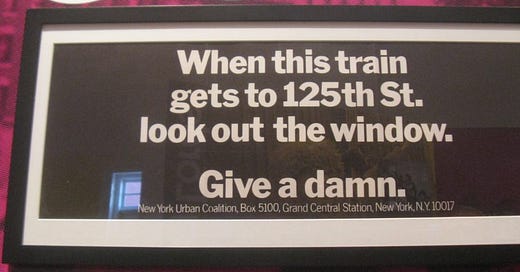 When this train
gets to 125th St.
look out the window.
Give a damn.
New York Urban Coalition, Box 5100, Grand Central Station, New York, N.Y. 10017